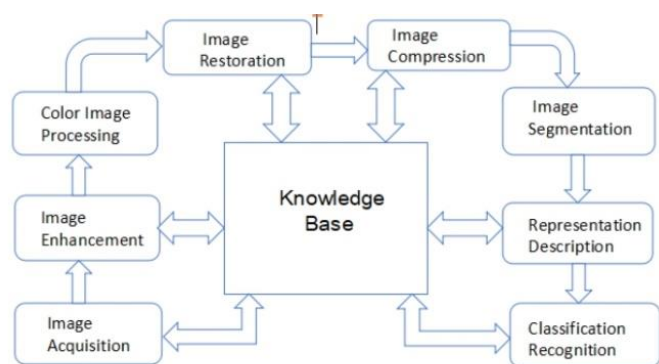 Image
Restoration
Image
Compression
Color Image
Processing
Image
Segmentation
Knowledge
Base
Image
Enhancement
Representation
Description
Image
Acquisition
Classification
Recognition